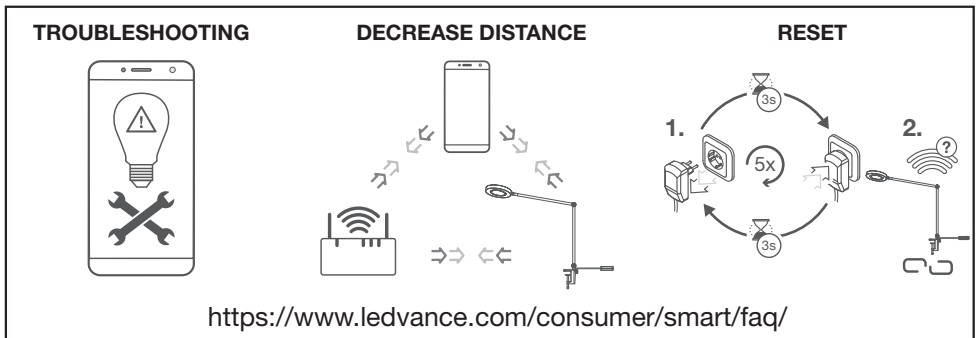 TROUBLESHOOTING
DECREASE DISTANCE
RESET
3s
1.
2.
?
5x
3s
https://www.ledvance.com/consumer/smart/faq/